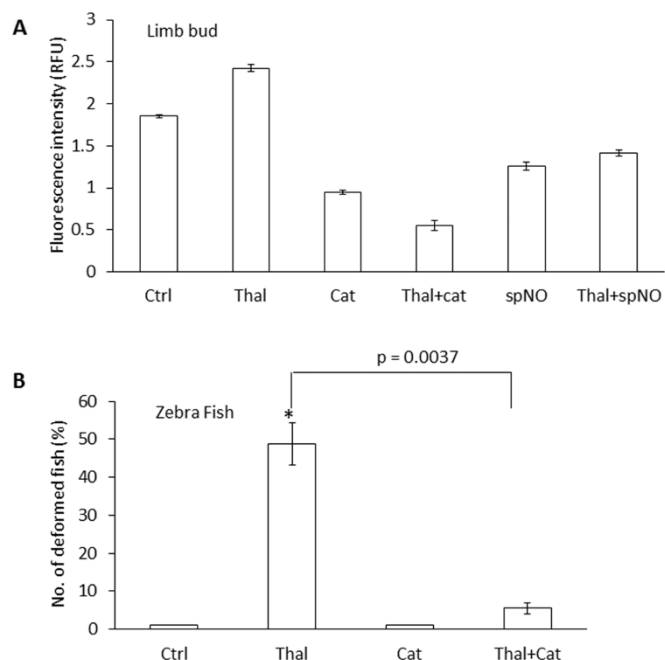 A
Limb bud
Fluorescence intensity (RFU)
3
2.5
2
1.5
1
0.5
0
Ctrl Thal Cat Thal+cat spNO Thal+spNO
p = 0.0037
B
Zebra Fish
*
No. of deformed fish (%)
60
50
40
30
20
10
0
Ctrl Thal Cat Thal+Cat